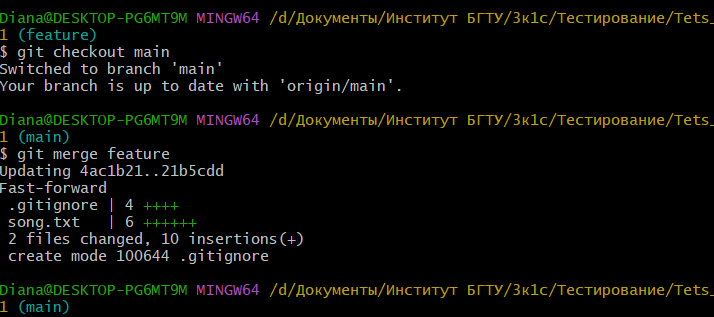 Diana@DESKTOP-PG6MT9M MINGW64 /d/Документы/Институт БГТУ/3к1с/Тестирование/Tets_
1 (feature)
$ git checkout main
Switched to branch 'main'
Your branch is up to date with 'origin/main'.
Diana@DESKTOP-PG6MT9M MINGW64 /d/Документы/Институт БГТУ/3к1с/Тестирование/Tets_
1 (main)
$ git merge feature
Updating 4ac1b21..21b5cdd
Fast-forward
 .gitignore | 4 ++++
 song.txt   | 6 ++++++
 2 files changed, 10 insertions(+)
 create mode 100644 .gitignore
Diana@DESKTOP-PG6MT9M MINGW64 /d/Документы/Институт БГТУ/3к1с/Тестирование/Tets_
1 (main)